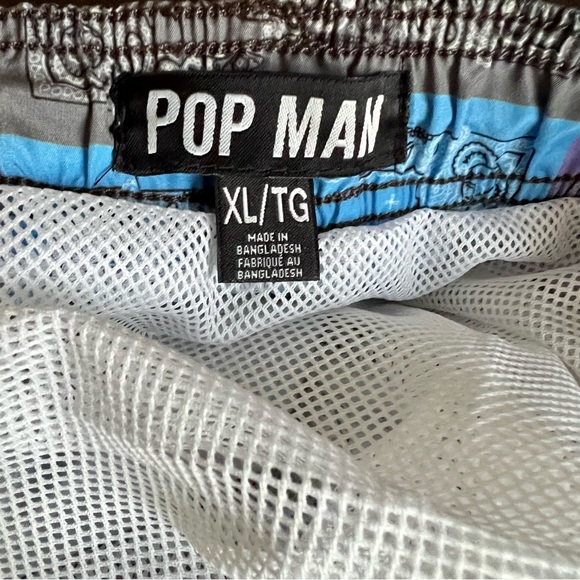 POP MAN
XL/TG
MADE IN
BANGLADESH
FABRIQUÉ AU
BANGLADESH